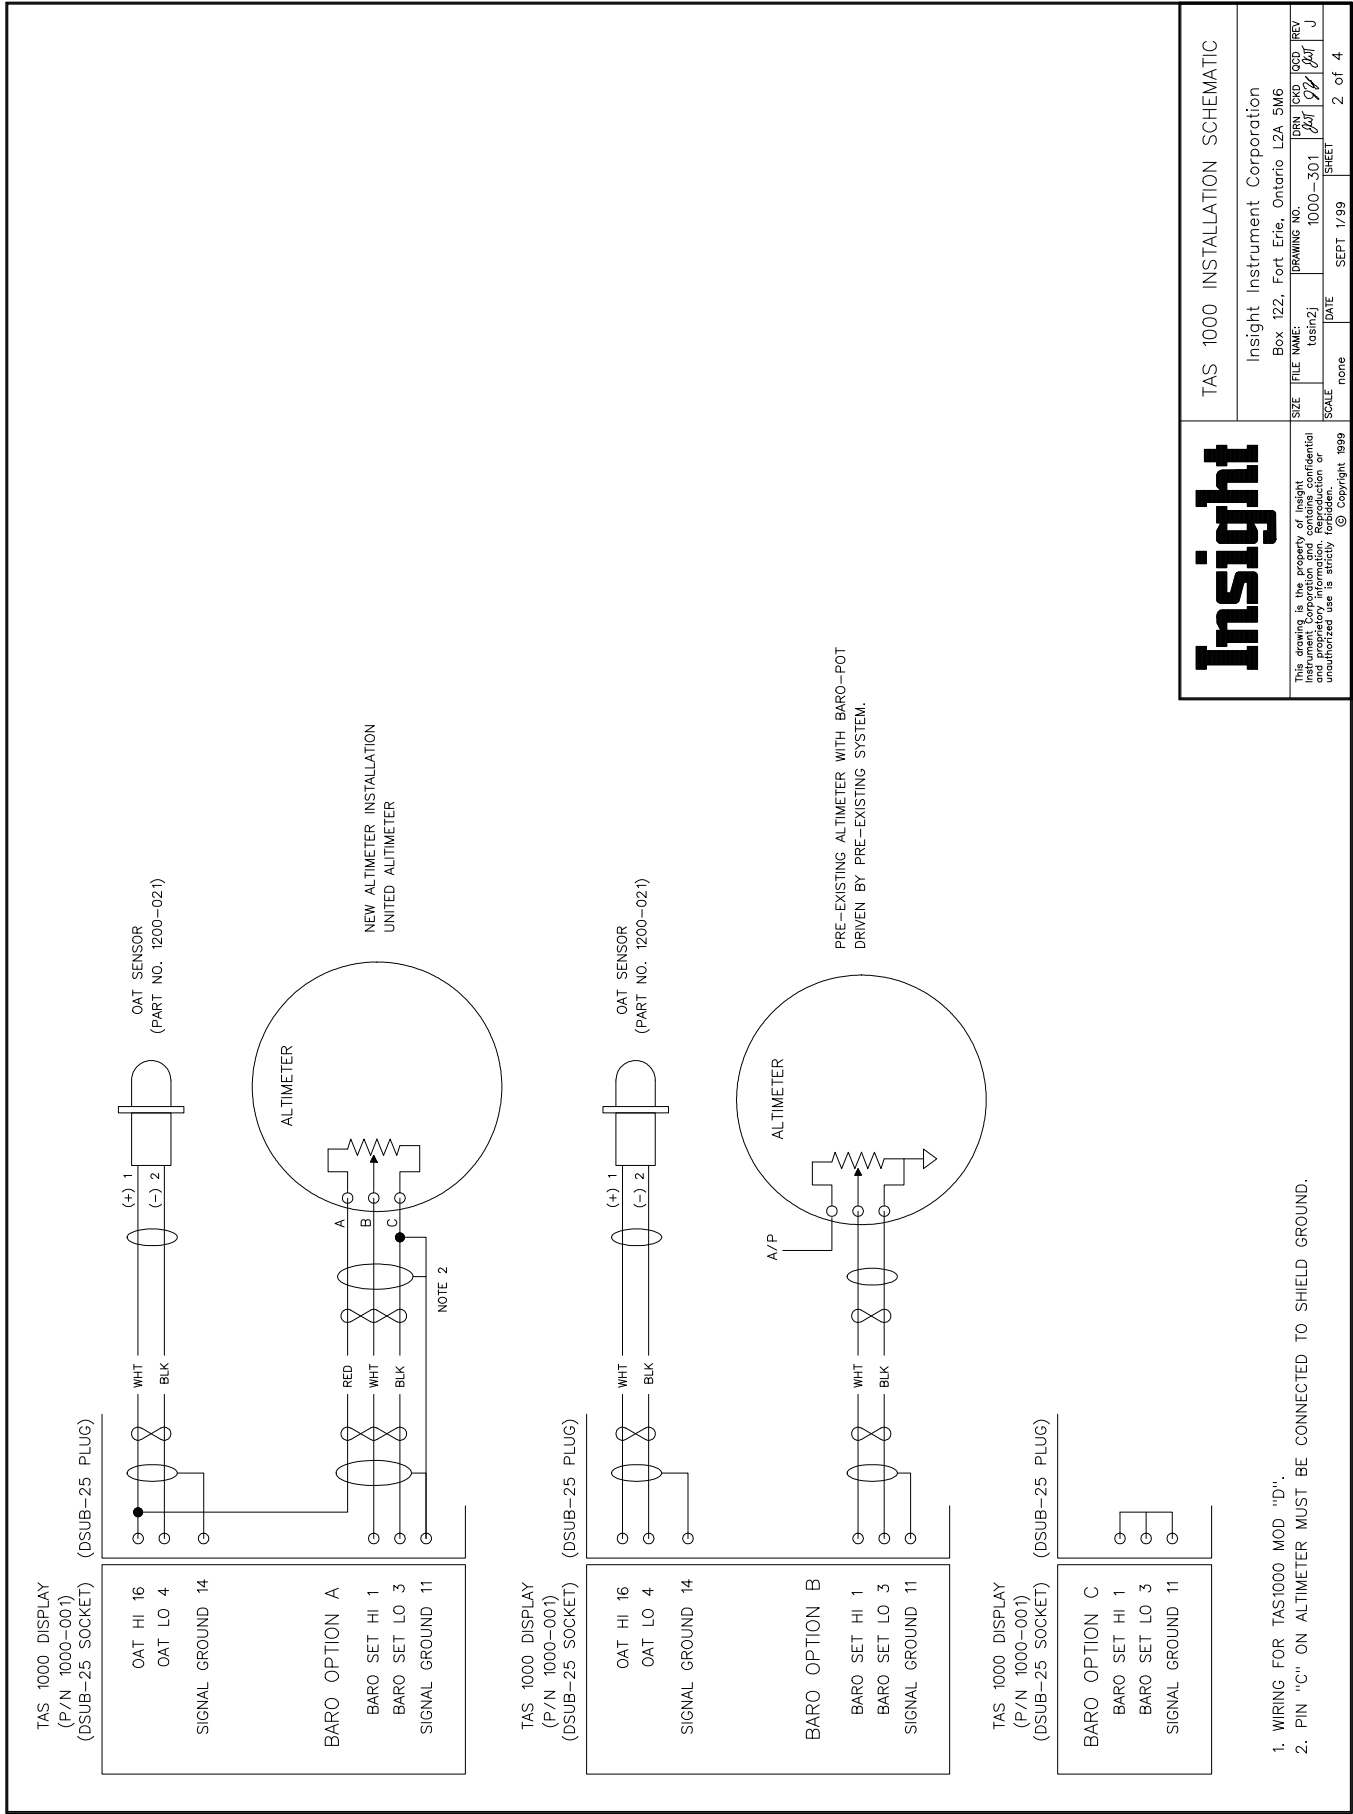 TAS 1000 DISPLAY
(P/N 1000-001)
(DSUB-25 SOCKET)
(DSUB-25 PLUG)
OAT HI 16
OAT LO 4
SIGNAL GROUND 14
BARO OPTION A
BARO SET HI 1
BARO SET LO 3
SIGNAL GROUND 11
WHT
BLK
(+) 1
(-) 2
OAT SENSOR
(PART NO. 1200-021)
RED
WHT
BLK
A
B
C
NOTE 2
ALTIMETER
NEW ALTIMETER INSTALLATION
UNITED ALITIMETER
TAS 1000 DISPLAY
(P/N 1000-001)
(DSUB-25 SOCKET)
(DSUB-25 PLUG)
OAT HI 16
OAT LO 4
SIGNAL GROUND 14
BARO OPTION B
BARO SET HI 1
BARO SET LO 3
SIGNAL GROUND 11
WHT
BLK
(+) 1
(-) 2
OAT SENSOR
(PART NO. 1200-021)
WHT
BLK
A/P
ALTIMETER
PRE-EXISTING ALTIMETER WITH BARO-POT
DRIVEN BY PRE-EXISTING SYSTEM.
TAS 1000 DISPLAY
(P/N 1000-001)
(DSUB-25 SOCKET)
(DSUB-25 PLUG)
BARO OPTION C
BARO SET HI 1
BARO SET LO 3
SIGNAL GROUND 11
1. WIRING FOR TAS1000 MOD "D".
2. PIN "C" ON ALTIMETER MUST BE CONNECTED TO SHIELD GROUND.
Insight
This drawing is the property of Insight
Instrument Corporation and contains confidential
and proprietory information. Reproduction or
unauthorized use is strictly forbidden.
© Copyright 1999
TAS 1000 INSTALLATION SCHEMATIC
Insight Instrument Corporation
Box 122, Fort Erie, Ontario L2A 5M6
SIZE
FILE NAME:
tasin2j
DRAWING NO.
1000-301
DRN
CKD
QCD
REV
J
SCALE
none
DATE
SEPT 1/99
SHEET
2 of 4